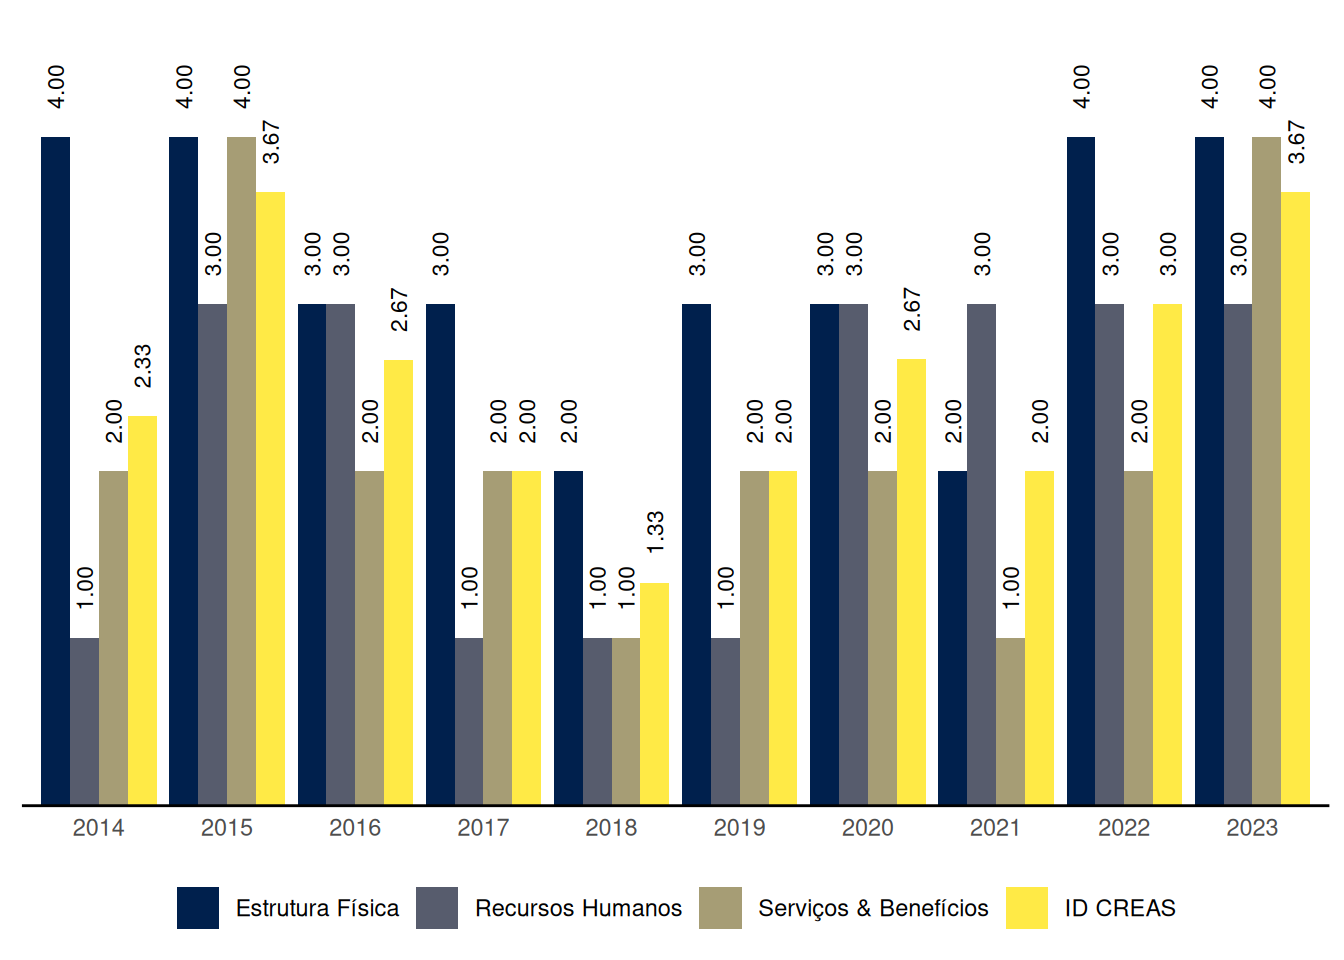 4.00 4.00 4.00 4.00 4.00 4.00
3.67 3.67
3.00 3.00 3.00 3.00 3.00 3.00 3.00 3.00 3.00 3.00 3.00
2.67 2.67
2.33
2.00 2.00 2.00 2.00 2.00 2.00 2.00 2.00 2.00 2.00 2.00
1.33
1.00 1.00 1.00 1.00 1.00 1.00
2014 2015 2016 2017 2018 2019 2020 2021 2022 2023
Estrutura Física Recursos Humanos Serviços & Benefícios ID CREAS